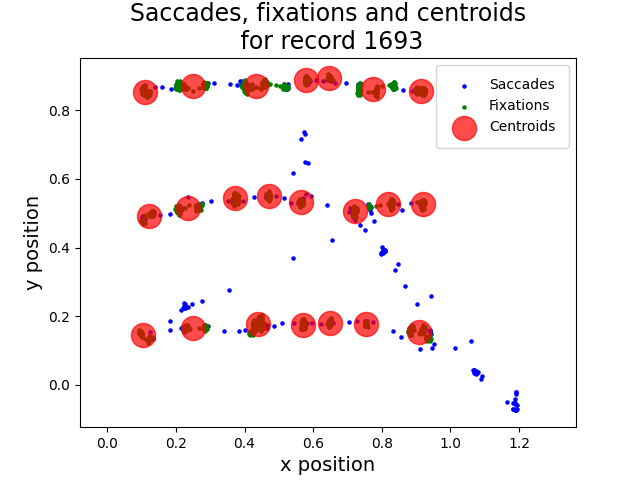 Saccades, fixations and centroids
for record 1693
Saccades
Fixations
Centroids
0.8
0.6
0.4
0.2
0.0
y position
0.0 0.2 0.4 0.6 0.8 1.0 1.2
x position